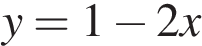 y = 1 − 2x